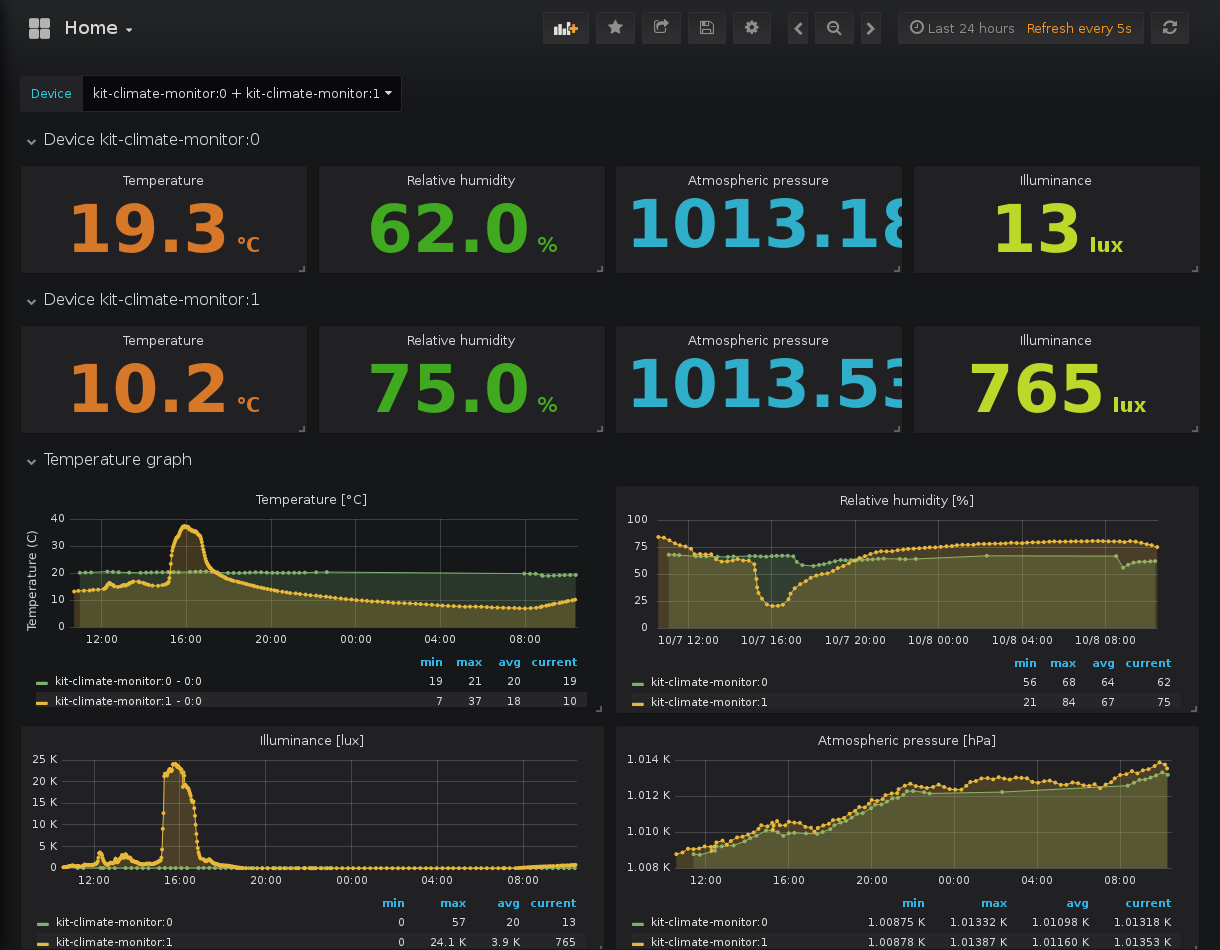 Home
Last 24 hours Refresh every 5s
Device kit-climate-monitor:0 + kit-climate-monitor:1
Device kit-climate-monitor:0
Temperature
19.3 °C
Relative humidity
62.0 %
Atmospheric pressure
1013.18
Illuminance
13 lux
Device kit-climate-monitor:1
Temperature
10.2 °C
Relative humidity
75.0 %
Atmospheric pressure
1013.53
Illuminance
765 lux
Temperature graph
Temperature [°C]
Temperature (C)
40
30
20
10
0
12:00 16:00 20:00 00:00 04:00 08:00
min max avg current
kit-climate-monitor:0 - 0:0 19 21 20 19
kit-climate-monitor:1 - 0:0 7 37 18 10
Relative humidity [%]
100
75
50
25
0
10/7 12:00 10/7 16:00 10/7 20:00 10/8 00:00 10/8 04:00 10/8 08:00
min max avg current
kit-climate-monitor:0 56 68 64 62
kit-climate-monitor:1 21 84 67 75
Illuminance [lux]
25 K
20 K
15 K
10 K
5 K
0
12:00 16:00 20:00 00:00 04:00 08:00
min max avg current
kit-climate-monitor:0 0 57 20 13
kit-climate-monitor:1 0 24.1 K 3.9 K 765
Atmospheric pressure [hPa]
1.014 K
1.012 K
1.010 K
1.008 K
12:00 16:00 20:00 00:00 04:00 08:00
min max avg current
kit-climate-monitor:0 1.00875 K 1.01332 K 1.01098 K 1.01318 K
kit-climate-monitor:1 1.00878 K 1.01387 K 1.01160 K 1.01353 K